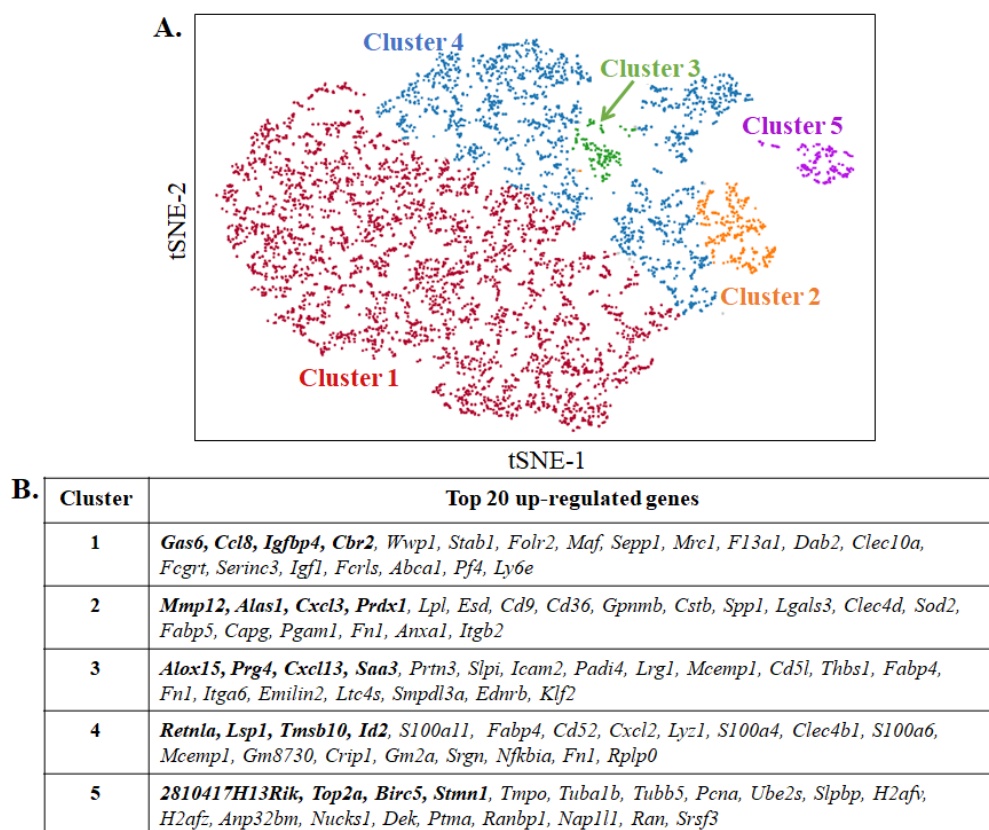 A.
Cluster 4
Cluster 3
Cluster 5
Cluster 2
Cluster 1
tSNE-2
tSNE-1
B.
Cluster Top 20 up-regulated genes
1 Gas6, Ccl8, Igfbp4, Cbr2, Wwp1, Stab1, Folr2, Maf, Sepp1, Mrc1, F13a1, Dab2, Clec10a,
Fcgrt, Serinc3, Igf1, Fcrls, Abca1, Pf4, Ly6e
2 Mmp12, Alas1, Cxcl3, Prdx1, Lpl, Esd, Cd9, Cd36, Gpnmb, Cstb, Spp1, Lgals3, Clec4d, Sod2,
Fabp5, Capg, Pgam1, Fn1, Anxa1, Itgb2
3 Alox15, Prg4, Cxcl13, Saa3, Prtn3, Slpi, Icam2, Padi4, Lrg1, Mcemp1, Cd5l, Thbs1, Fabp4,
Fn1, Itga6, Emilin2, Ltc4s, Smpdl3a, Ednrb, Klf2
4 Retnla, Lsp1, Tmsb10, Id2, S100a11, Fabp4, Cd52, Cxcl2, Lyz1, S100a4, Clec4b1, S100a6,
Mcemp1, Gm8730, Crip1, Gm2a, Srgn, Nfkbia, Fn1, Rplp0
5 2810417H13Rik, Top2a, Birc5, Stmn1, Tmpo, Tuba1b, Tubb5, Pcna, Ube2s, Slpbp, H2afv,
H2afz, Anp32bm, Nucks1, Dek, Ptma, Ranbp1, Nap1l1, Ran, Srsf3